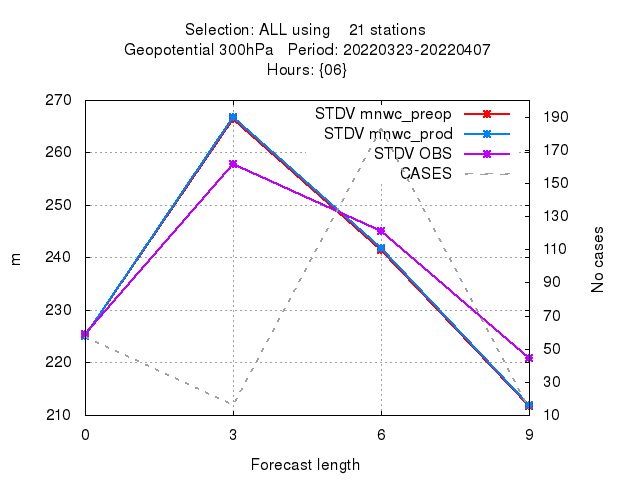 Selection: ALL using    21 stations
Geopotential 300hPa   Period: 20220323-20220407
Hours: {06}
STDV mnwc_preop
STDV mnwc_prod
STDV OBS
CASES
270
260
250
240
230
220
210
m
190
170
150
130
110
90
70
50
30
10
No cases
0
3
6
9
Forecast length